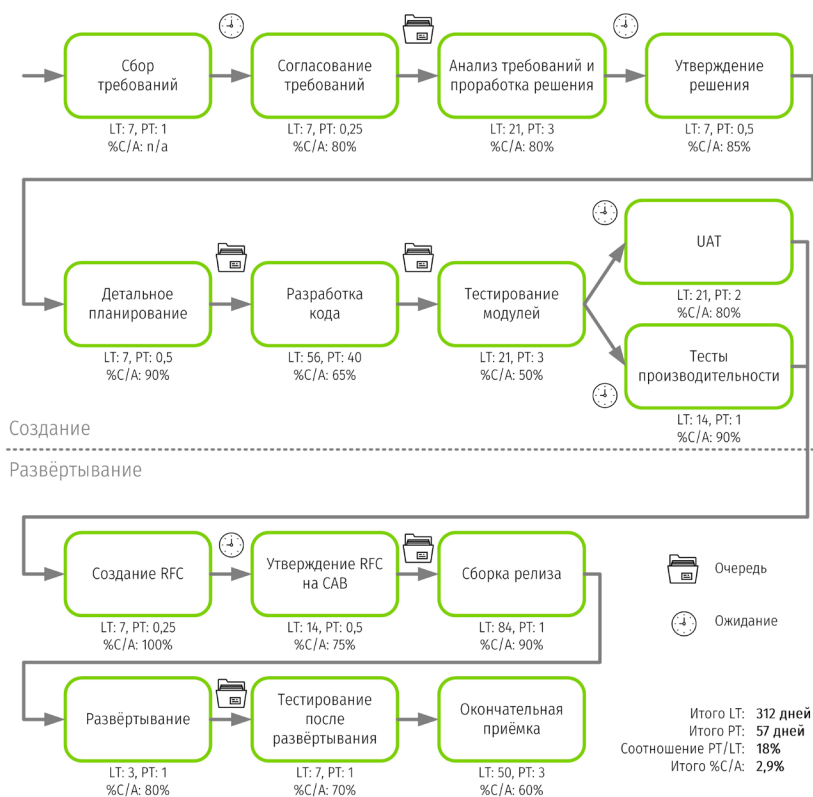 Сбор
требований
LT: 7, PT: 1
%C/A: n/a
Согласование
требований
LT: 7, PT: 0,25
%C/A: 80%
Анализ требований и
проработка решения
LT: 21, PT: 3
%C/A: 80%
Утверждение
решения
LT: 7, PT: 0,5
%C/A: 85%
Детальное
планирование
LT: 7, PT: 0,5
%C/A: 90%
Разработка
кода
LT: 56, PT: 40
%C/A: 65%
Тестирование
модулей
LT: 21, PT: 3
%C/A: 50%
UAT
LT: 21, PT: 2
%C/A: 80%
Тесты
производительности
LT: 14, PT: 1
%C/A: 90%
Создание
Развёртывание
Создание RFC
LT: 7, PT: 0,25
%C/A: 100%
Утверждение RFC
на CAB
LT: 14, PT: 0,5
%C/A: 75%
Сборка релиза
LT: 84, PT: 1
%C/A: 90%
Очередь
Ожидание
Развёртывание
LT: 3, PT: 1
%C/A: 80%
Тестирование
после
развёртывания
LT: 7, PT: 1
%C/A: 70%
Окончательная
приёмка
LT: 50, PT: 3
%C/A: 60%
Итого LT: 312 дней
Итого PT: 57 дней
Соотношение PT/LT: 18%
Итого %C/A: 2,9%